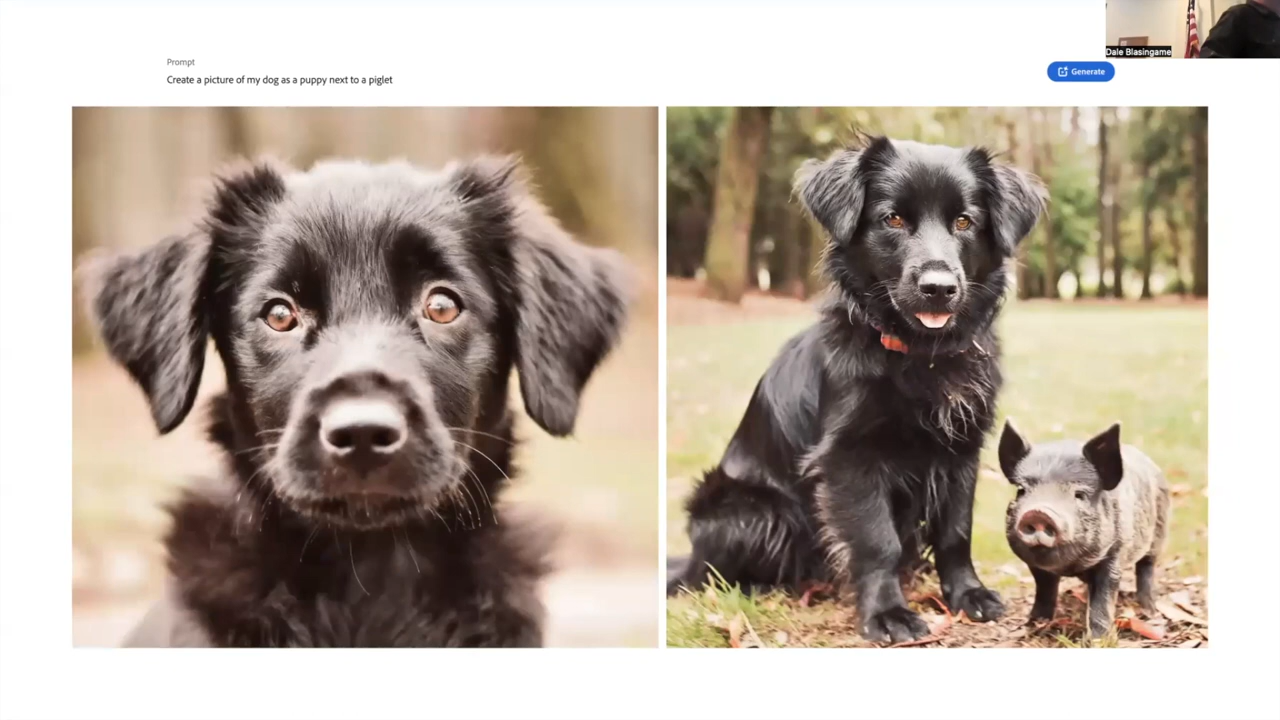 Dale Blasingame
Prompt
Generate
Create a picture of my dog as a puppy next to a piglet